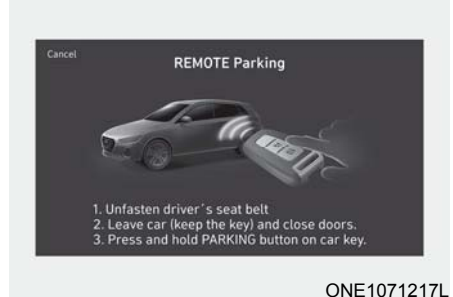 Cancel
REMOTE Parking
1. Unfasten driver´s seat belt
2. Leave car (keep the key) and close doors.
3. Press and hold PARKING button on car key.
ONE1071217L